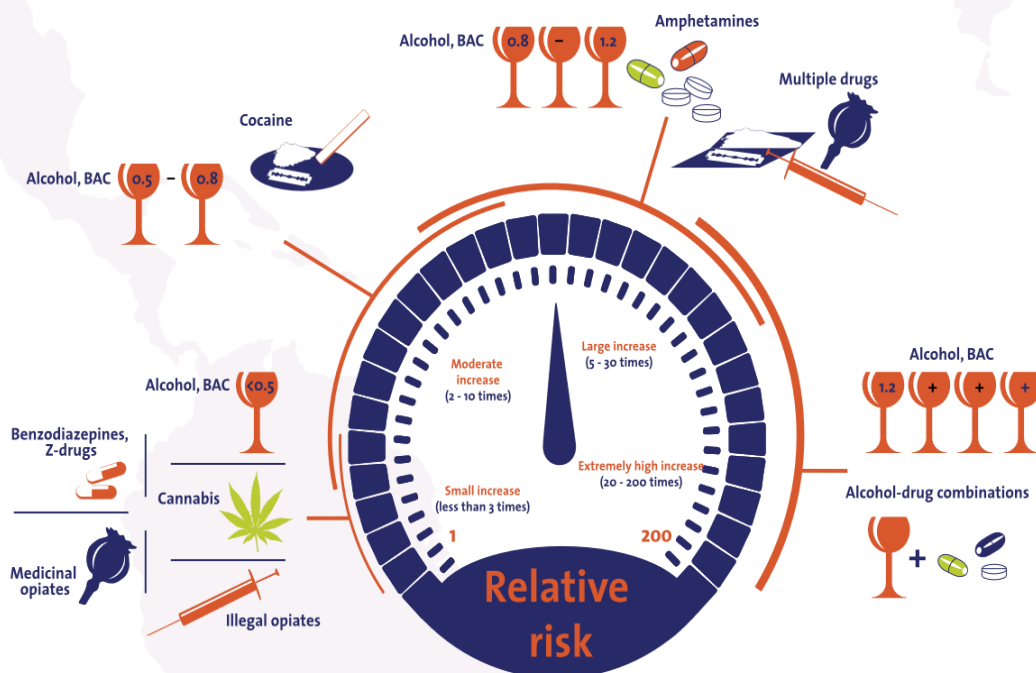 Amphetamines
Alcohol, BAC 0.8 – 1.2
Multiple drugs
Cocaine
Alcohol, BAC 0.5 – 0.8
Large increase
(5 - 30 times)
Moderate
increase
(2 - 10 times)
Alcohol, BAC
1.2 + + +
Alcohol, BAC <0.5
Benzodiazepines,
Z-drugs
Cannabis
Extremely high increase
(20 - 200 times)
Small increase
(less than 3 times)
Alcohol-drug combinations
+
1
200
Medicinal
opiates
Illegal opiates
Relative
risk